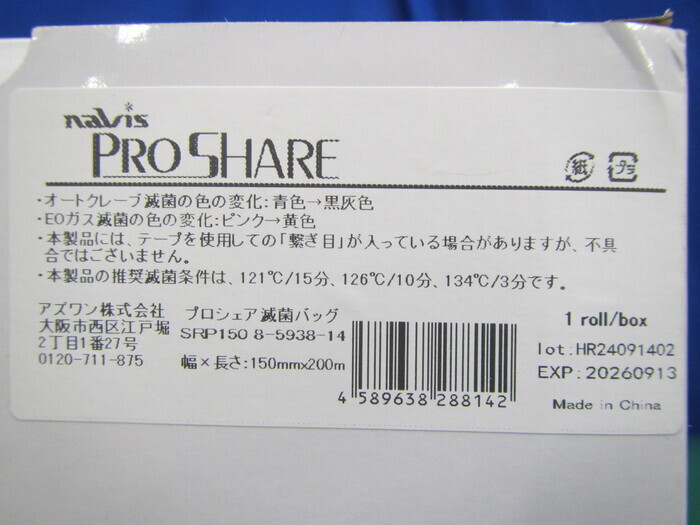 navis
PRO SHARE
紙 プラ
・オートクレーブ滅菌の色の変化:青色→黒灰色
・EOガス滅菌の色の変化:ピンク→黄色
・本製品には、テープを使用しての「繋ぎ目」が入っている場合がありますが、不具
合ではございません。
・本製品の推奨滅菌条件は、121℃/15分、126℃/10分、134℃/3分です。
アズワン株式会社
大阪市西区江戸堀
2丁目1番27号
0120-711-875
プロシェア滅菌バッグ
SRP150 8-5938-14
幅×長さ:150mm×200m
4 589638 288142
1 roll/box
lot:HR24091402
EXP:20260913
Made in China